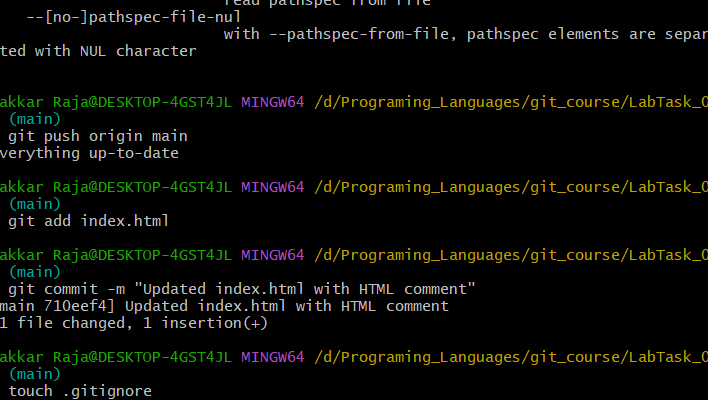 read pathspec from file
--[no-]pathspec-file-nul
with --pathspec-from-file, pathspec elements are separ
ted with NUL character
akkar Raja@DESKTOP-4GST4JL MINGW64 /d/Programing_Languages/git_course/LabTask_0
(main)
git push origin main
verything up-to-date
akkar Raja@DESKTOP-4GST4JL MINGW64 /d/Programing_Languages/git_course/LabTask_0
(main)
git add index.html
akkar Raja@DESKTOP-4GST4JL MINGW64 /d/Programing_Languages/git_course/LabTask_0
(main)
git commit -m "Updated index.html with HTML comment"
main 710eef4] Updated index.html with HTML comment
1 file changed, 1 insertion(+)
akkar Raja@DESKTOP-4GST4JL MINGW64 /d/Programing_Languages/git_course/LabTask_0
(main)
touch .gitignore